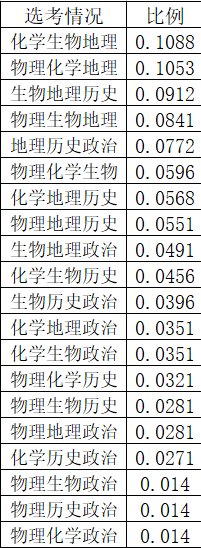 选考情况 比例
化学生物地理 0.1088
物理化学地理 0.1053
生物地理历史 0.0912
物理生物地理 0.0841
地理历史政治 0.0772
物理化学生物 0.0596
化学地理历史 0.0568
物理地理历史 0.0551
生物地理政治 0.0491
化学生物历史 0.0456
生物历史政治 0.0396
化学地理政治 0.0351
化学生物政治 0.0351
物理化学历史 0.0321
物理生物历史 0.0281
物理地理政治 0.0281
化学历史政治 0.0271
物理生物政治 0.014
物理历史政治 0.014
物理化学政治 0.014